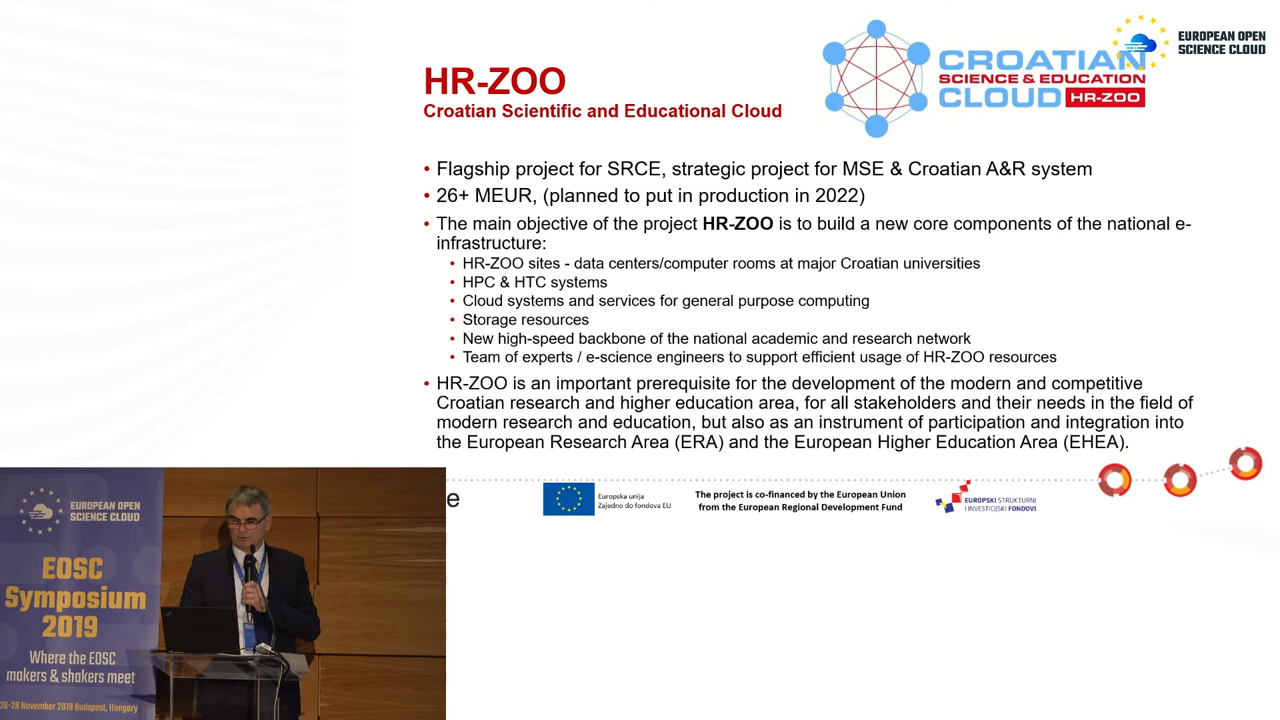 EUROPEAN OPEN
SCIENCE CLOUD
CROATIAN
SCIENCE & EDUCATION
CLOUD HR-ZOO
HR-ZOO
Croatian Scientific and Educational Cloud
• Flagship project for SRCE, strategic project for MSE & Croatian A&R system
• 26+ MEUR, (planned to put in production in 2022)
• The main objective of the project HR-ZOO is to build a new core components of the national e-
infrastructure:
• HR-ZOO sites - data centers/computer rooms at major Croatian universities
• HPC & HTC systems
• Cloud systems and services for general purpose computing
• Storage resources
• New high-speed backbone of the national academic and research network
• Team of experts / e-science engineers to support efficient usage of HR-ZOO resources
• HR-ZOO is an important prerequisite for the development of the modern and competitive
Croatian research and higher education area, for all stakeholders and their needs in the field of
modern research and education, but also as an instrument of participation and integration into
the European Research Area (ERA) and the European Higher Education Area (EHEA).
e
Europska unija
Zajedno do fondova EU
The project is co-financed by the European Union
from the European Regional Development Fund
EUROPSKI STRUKTURNI
I INVESTICIJSKI FONDOVI
EUROPEAN OPEN
SCIENCE CLOUD
EOSC
Symposium
2019
Where the EOSC
makers & shakers meet
26-28 November 2019 Budapest, Hungary